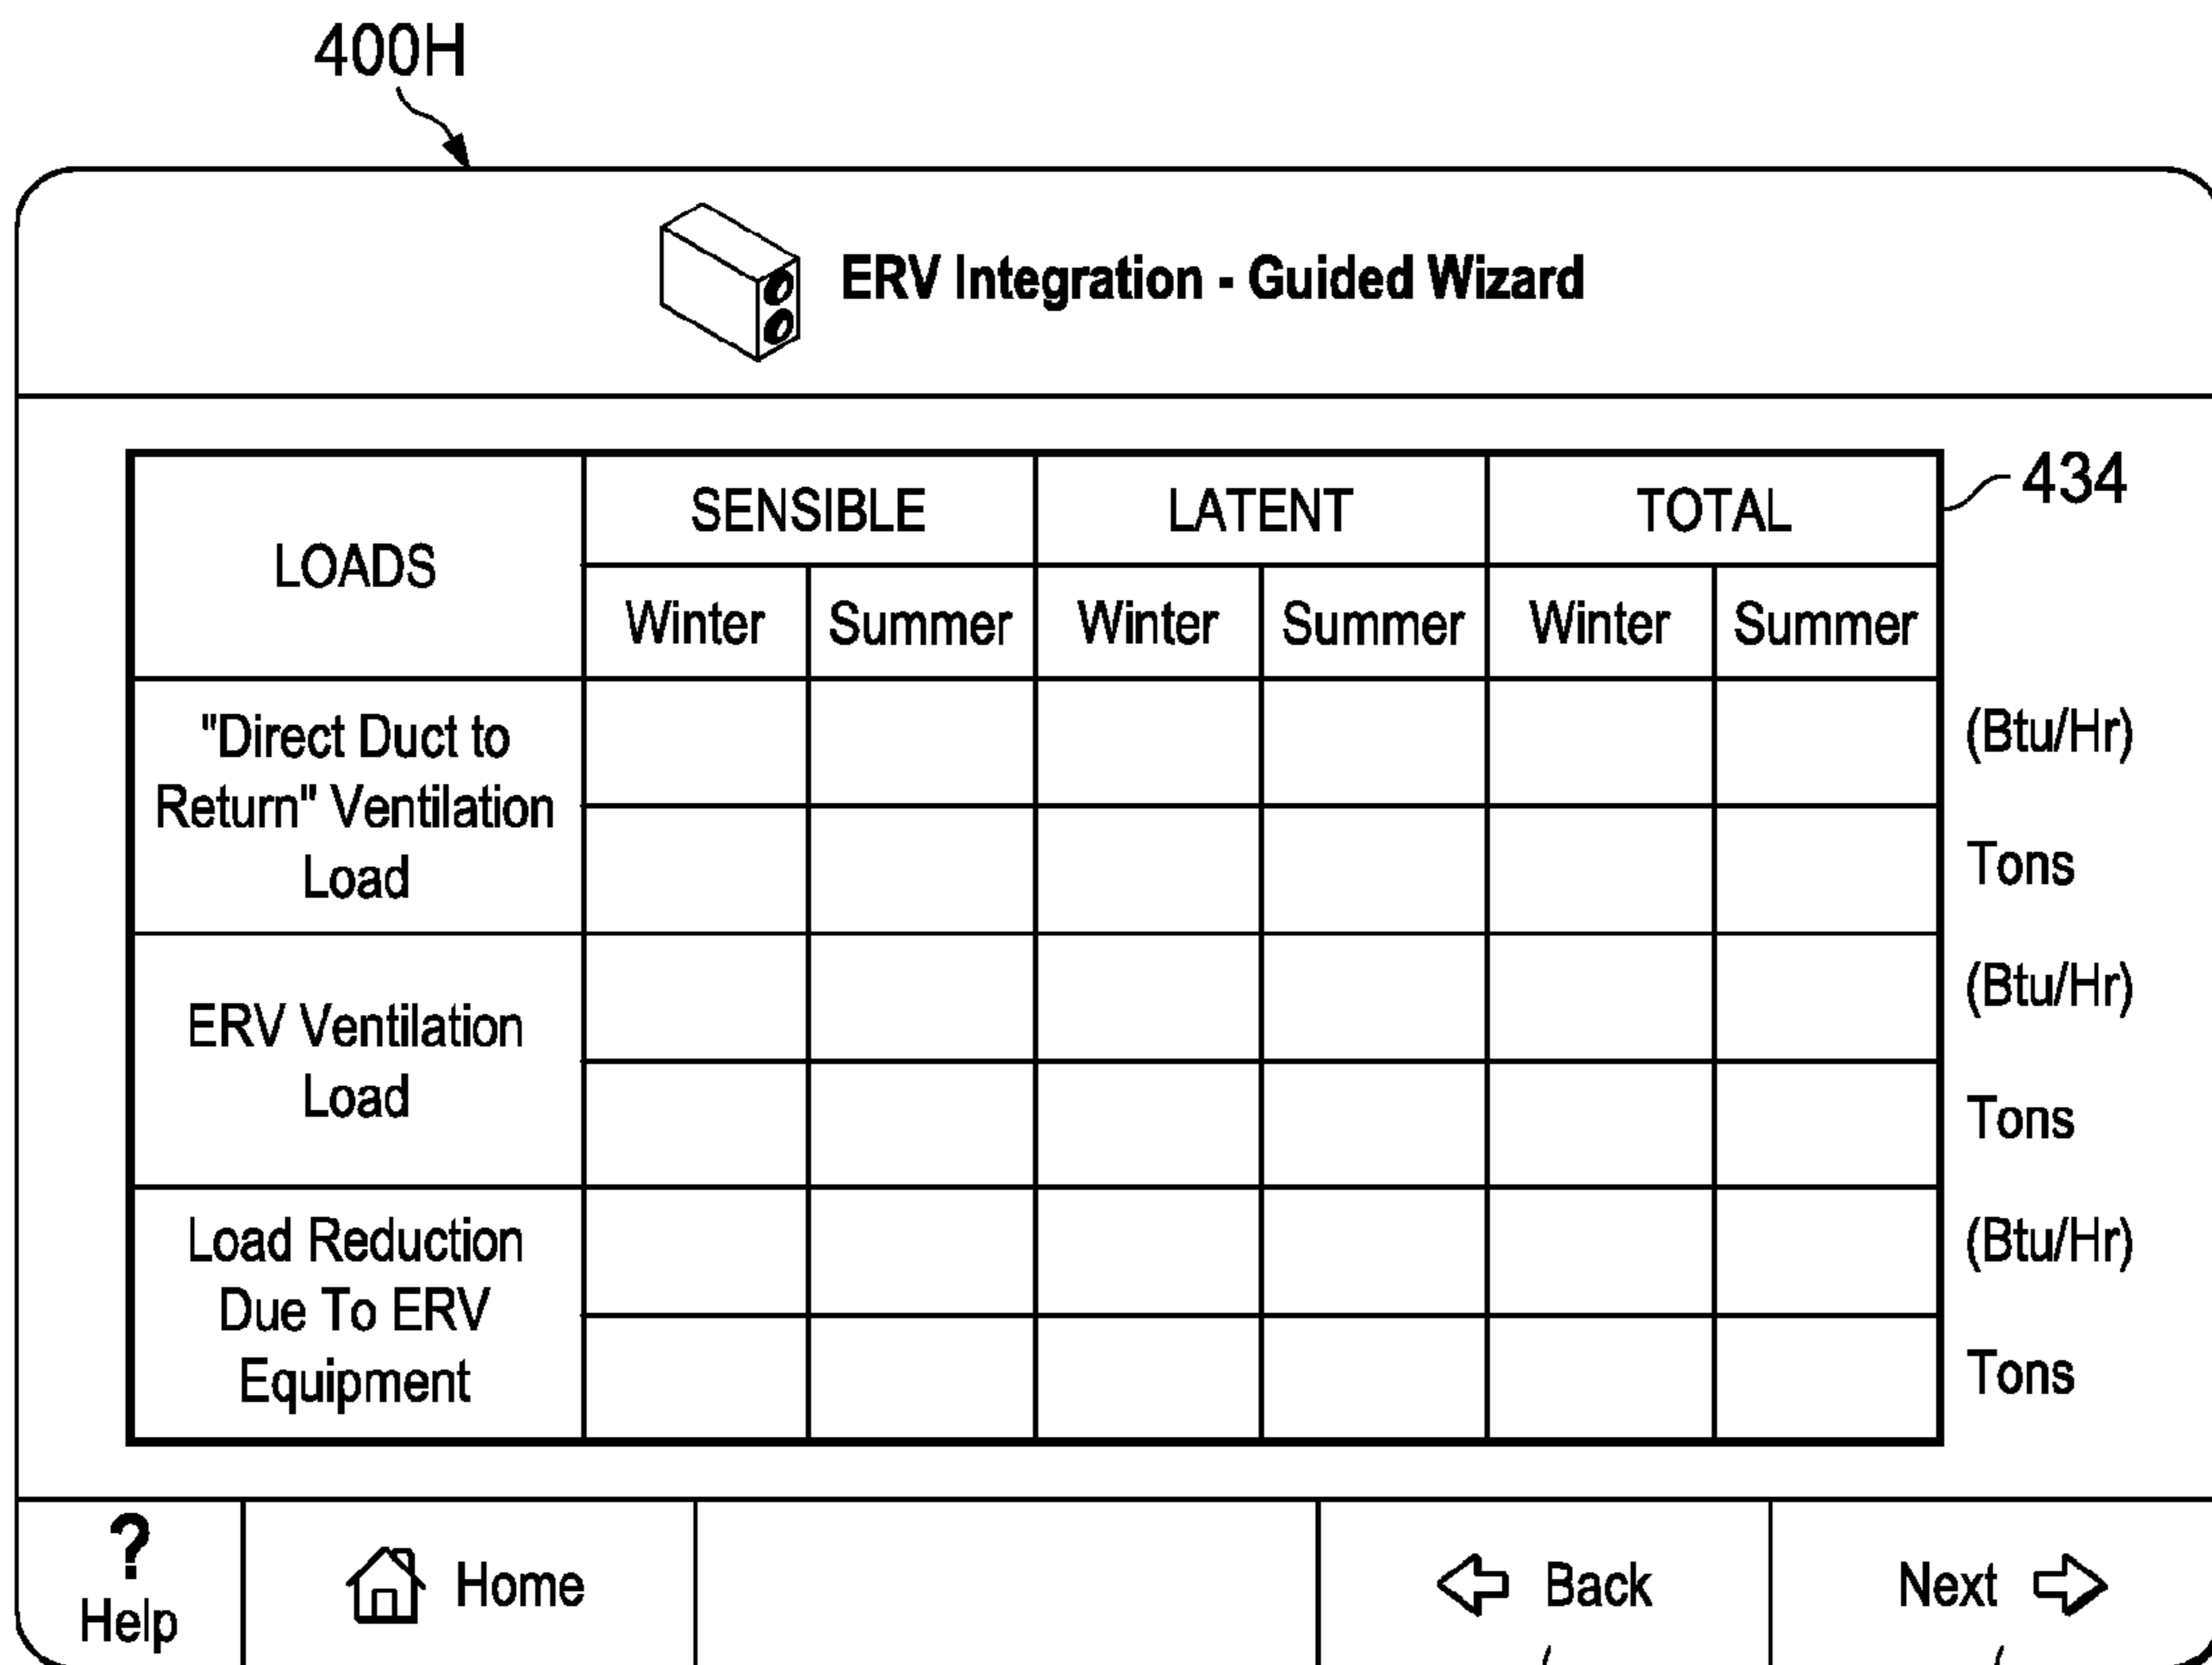 400H
ERV Integration - Guided Wizard
434
LOADS
SENSIBLE
LATENT
TOTAL
Winter
Summer
Winter
Summer
Winter
Summer
"Direct Duct to
Return" Ventilation
Load
(Btu/Hr)
Tons
ERV Ventilation
Load
(Btu/Hr)
Tons
Load Reduction
Due To ERV
Equipment
(Btu/Hr)
Tons
?
Help
Home
Back
Next